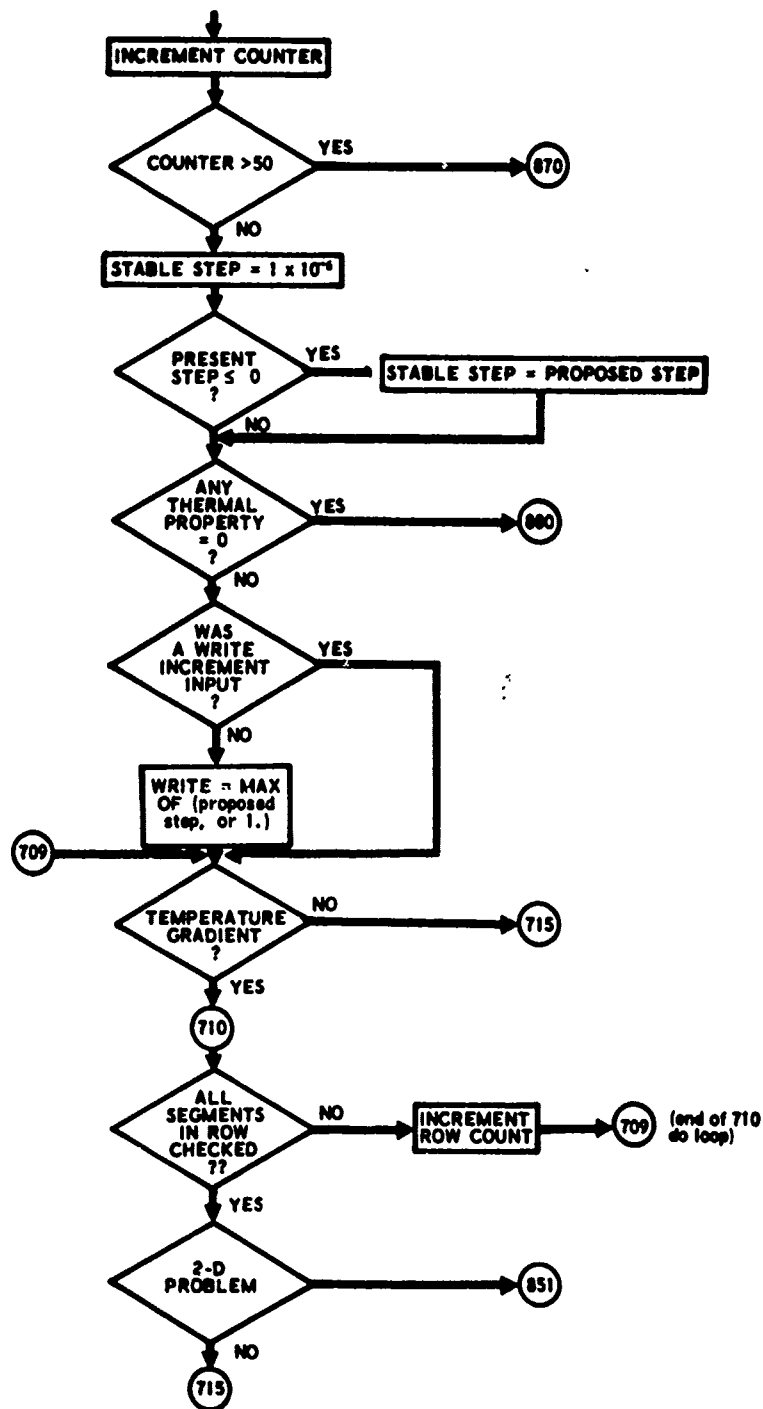 INCREMENT COUNTER
COUNTER >50
YES
870
NO
STABLE STEP = 1 x 10⁻⁶
PRESENT
STEP ≤ 0
?
YES
STABLE STEP = PROPOSED STEP
NO
ANY
THERMAL
PROPERTY
= 0
?
YES
880
NO
WAS
A WRITE
INCREMENT
INPUT
?
YES
NO
WRITE = MAX
OF (proposed
step, or 1.)
709
TEMPERATURE
GRADIENT
?
NO
715
YES
710
ALL
SEGMENTS
IN ROW
CHECKED
??
NO
INCREMENT
ROW COUNT
709
(end of 710
do loop)
YES
2-D
PROBLEM
851
NO
715